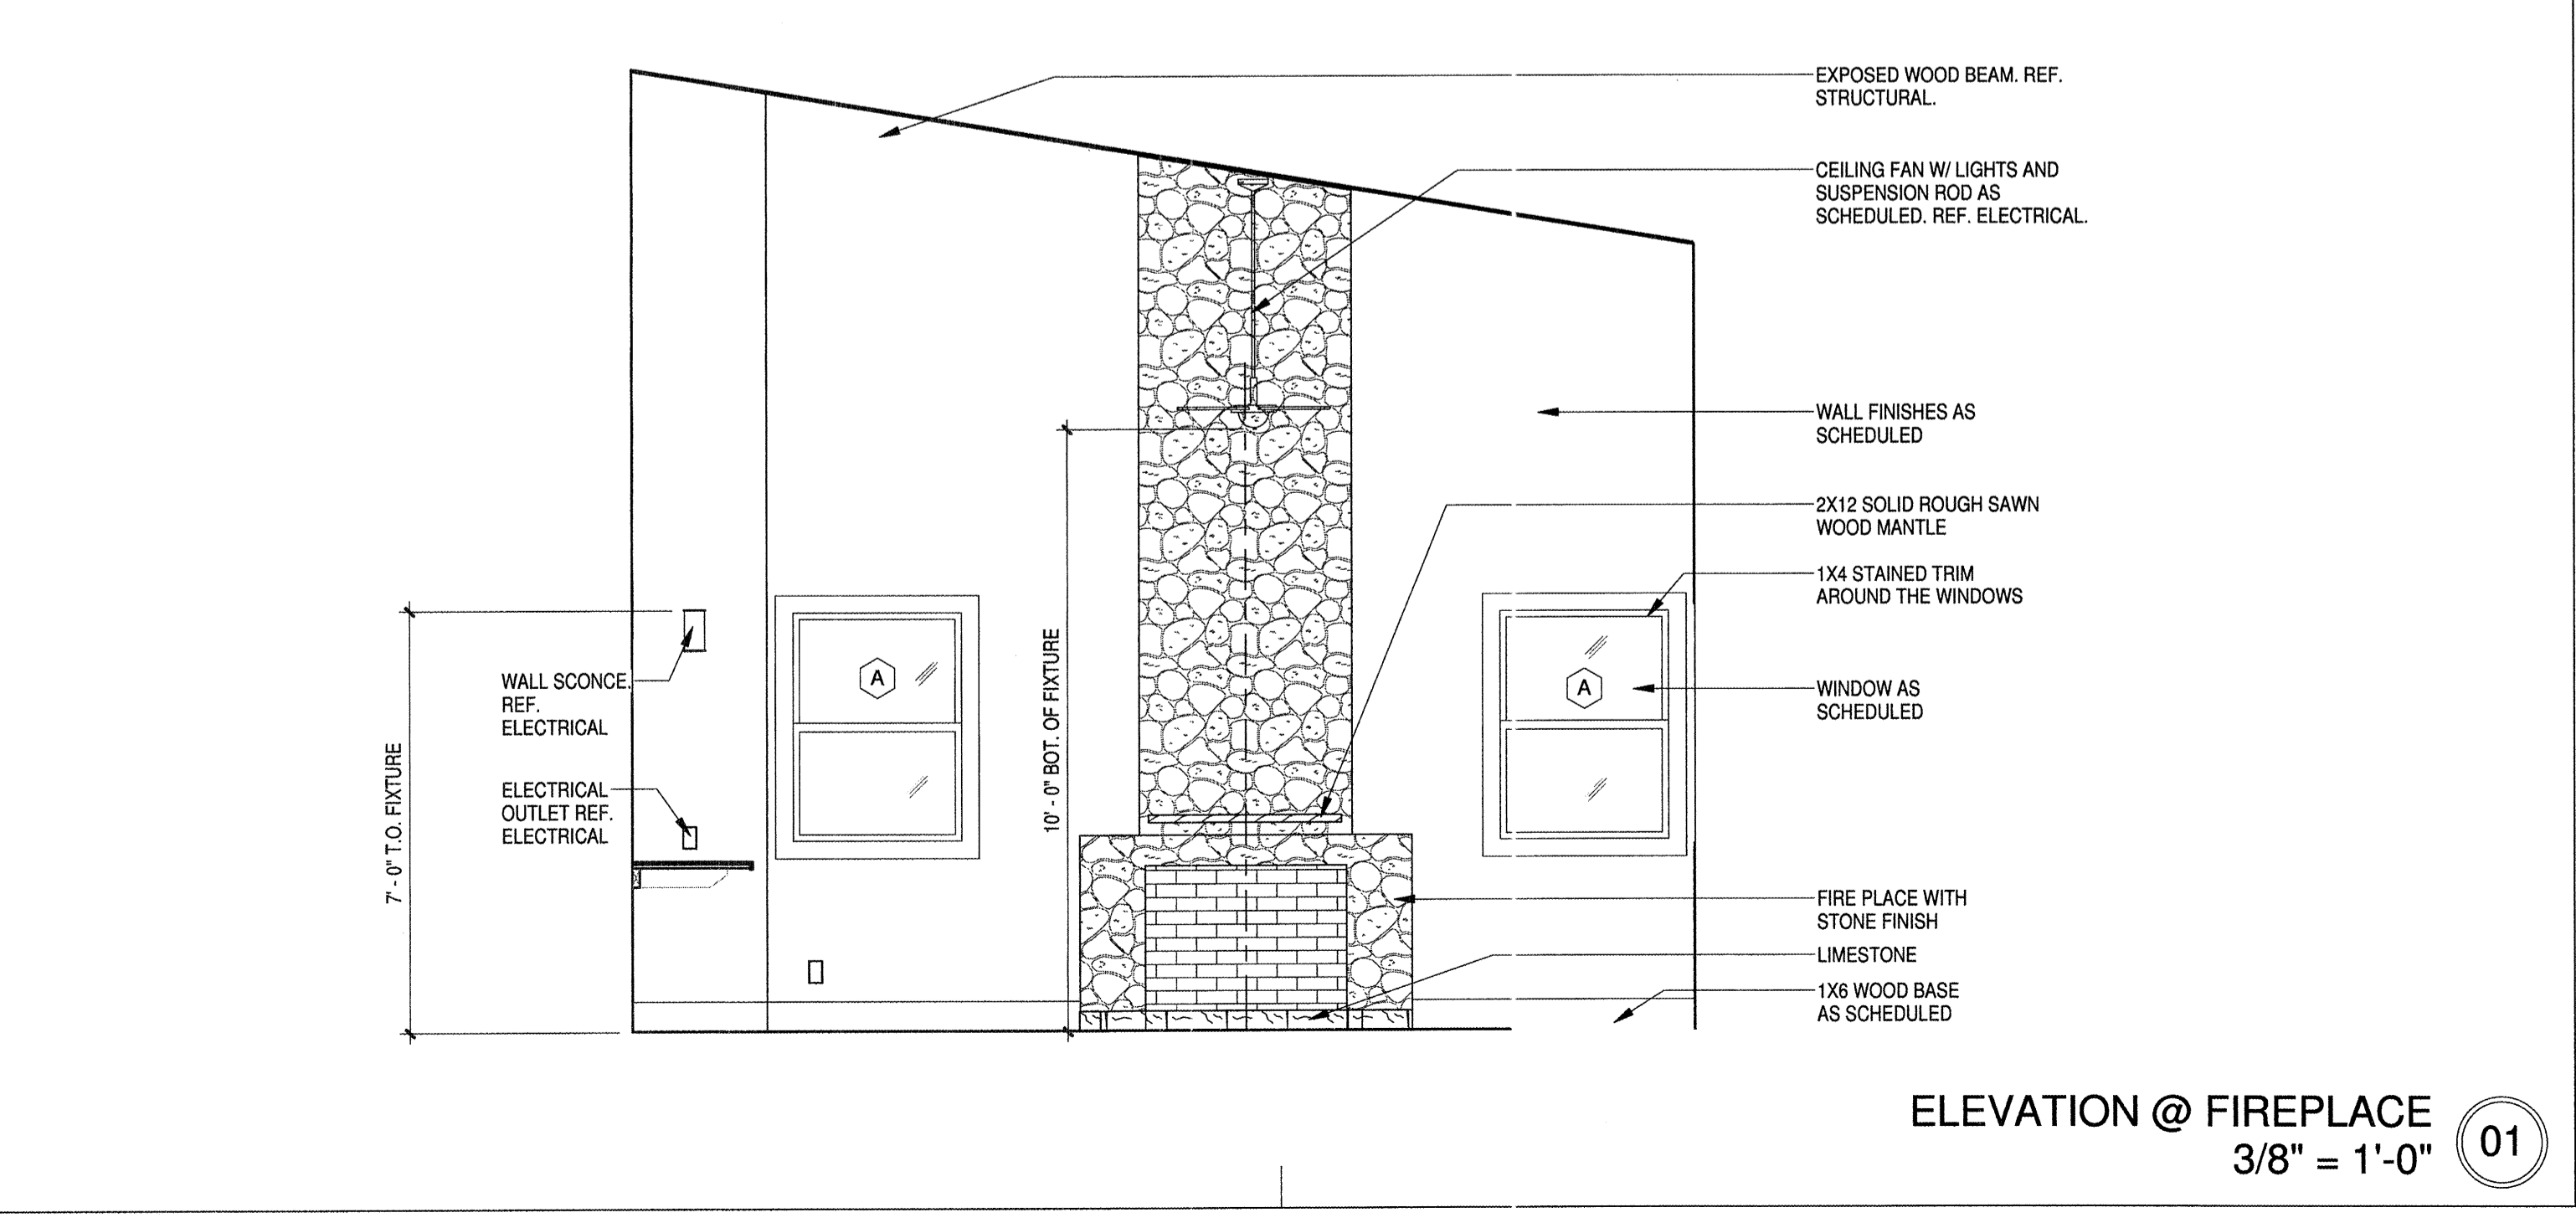 EXPOSED WOOD BEAM. REF.
STRUCTURAL.
CEILING FAN W/ LIGHTS AND
SUSPENSION ROD AS
SCHEDULED. REF. ELECTRICAL.
WALL FINISHES AS
SCHEDULED
2X12 SOLID ROUGH SAWN
WOOD MANTLE
1X4 STAINED TRIM
AROUND THE WINDOWS
WINDOW AS
SCHEDULED
FIRE PLACE WITH
STONE FINISH
LIMESTONE
1X6 WOOD BASE
AS SCHEDULED
WALL SCONCE.
REF.
ELECTRICAL
ELECTRICAL
OUTLET REF.
ELECTRICAL
7' - 0" T.O. FIXTURE
10' - 0" BOT. OF FIXTURE
A
A
ELEVATION @ FIREPLACE
3/8" = 1'-0"
01